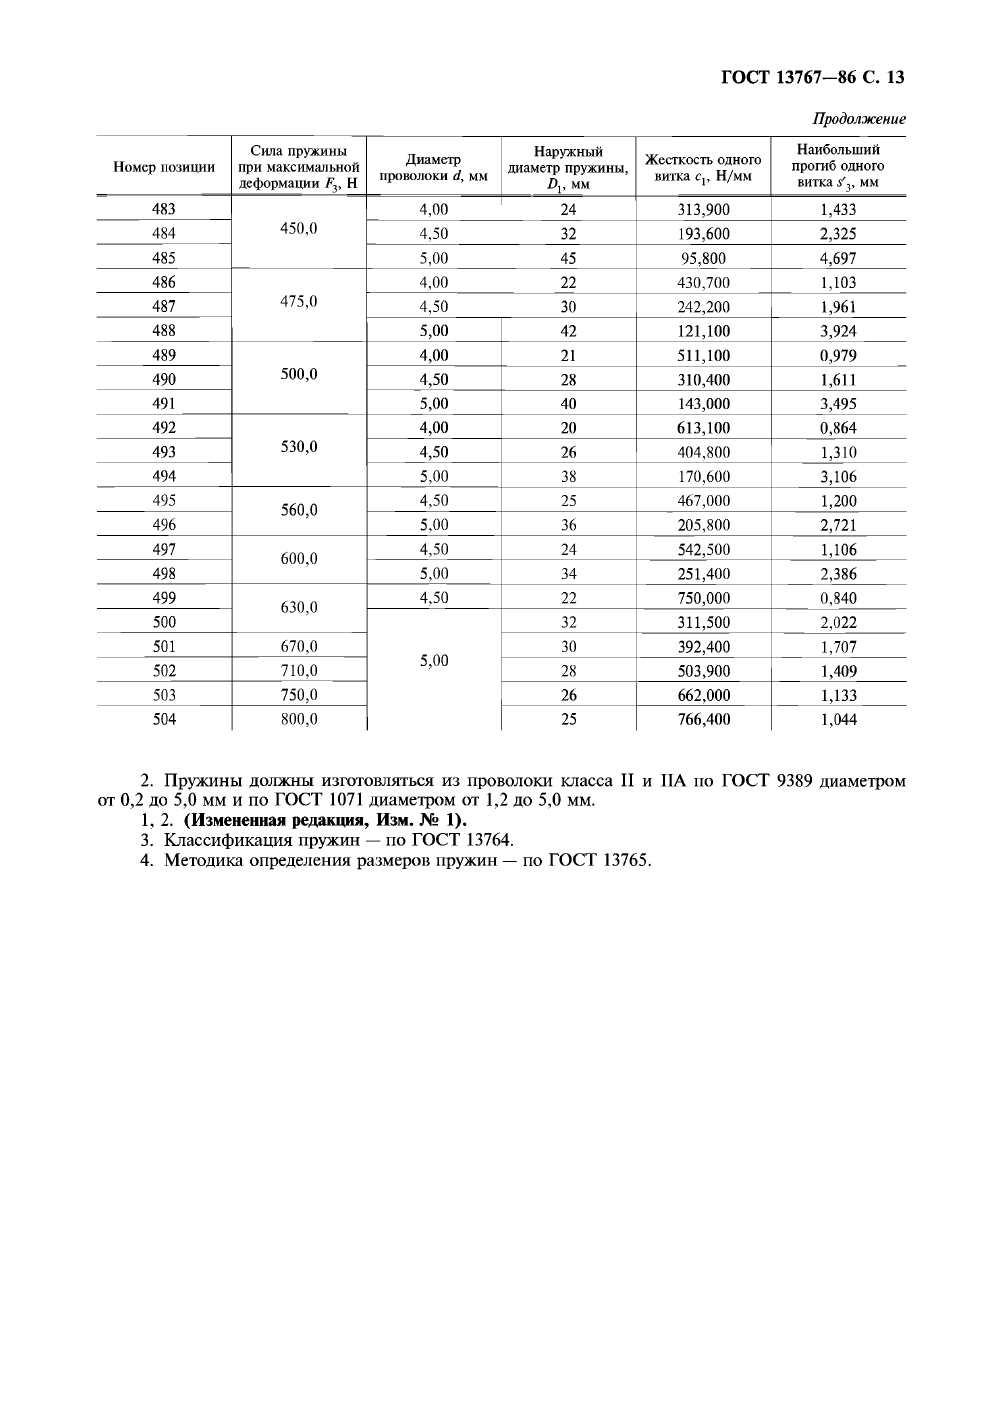 ГОСТ 13767—86 С. 13
Продолжение
Номер позиции | Сила пружины при максимальной деформации F₃, Н | Диаметр проволоки d, мм | Наружный диаметр пружины, D₁, мм | Жесткость одного витка c₁, Н/мм | Наибольший прогиб одного витка s′₃, мм
483 | 450,0 | 4,00 | 24 | 313,900 | 1,433
484 | 4,50 | 32 | 193,600 | 2,325
485 | 5,00 | 45 | 95,800 | 4,697
486 | 475,0 | 4,00 | 22 | 430,700 | 1,103
487 | 4,50 | 30 | 242,200 | 1,961
488 | 5,00 | 42 | 121,100 | 3,924
489 | 500,0 | 4,00 | 21 | 511,100 | 0,979
490 | 4,50 | 28 | 310,400 | 1,611
491 | 5,00 | 40 | 143,000 | 3,495
492 | 530,0 | 4,00 | 20 | 613,100 | 0,864
493 | 4,50 | 26 | 404,800 | 1,310
494 | 5,00 | 38 | 170,600 | 3,106
495 | 560,0 | 4,50 | 25 | 467,000 | 1,200
496 | 5,00 | 36 | 205,800 | 2,721
497 | 600,0 | 4,50 | 24 | 542,500 | 1,106
498 | 5,00 | 34 | 251,400 | 2,386
499 | 630,0 | 4,50 | 22 | 750,000 | 0,840
500 | 5,00 | 32 | 311,500 | 2,022
501 | 670,0 | 30 | 392,400 | 1,707
502 | 710,0 | 28 | 503,900 | 1,409
503 | 750,0 | 26 | 662,000 | 1,133
504 | 800,0 | 25 | 766,400 | 1,044
2. Пружины должны изготовляться из проволоки класса II и IIА по ГОСТ 9389 диаметром
от 0,2 до 5,0 мм и по ГОСТ 1071 диаметром от 1,2 до 5,0 мм.
1, 2. (Измененная редакция, Изм. № 1).
3. Классификация пружин — по ГОСТ 13764.
4. Методика определения размеров пружин — по ГОСТ 13765.